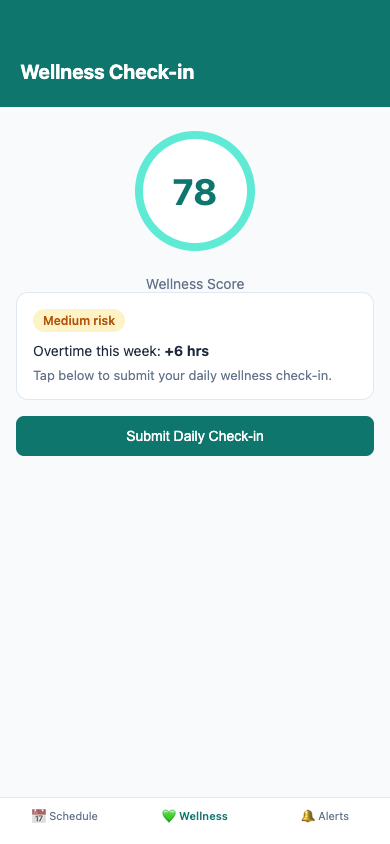 Wellness Check-in
78
Wellness Score
Medium risk
Overtime this week: +6 hrs
Tap below to submit your daily wellness check-in.
Submit Daily Check-in
Schedule
Wellness
Alerts